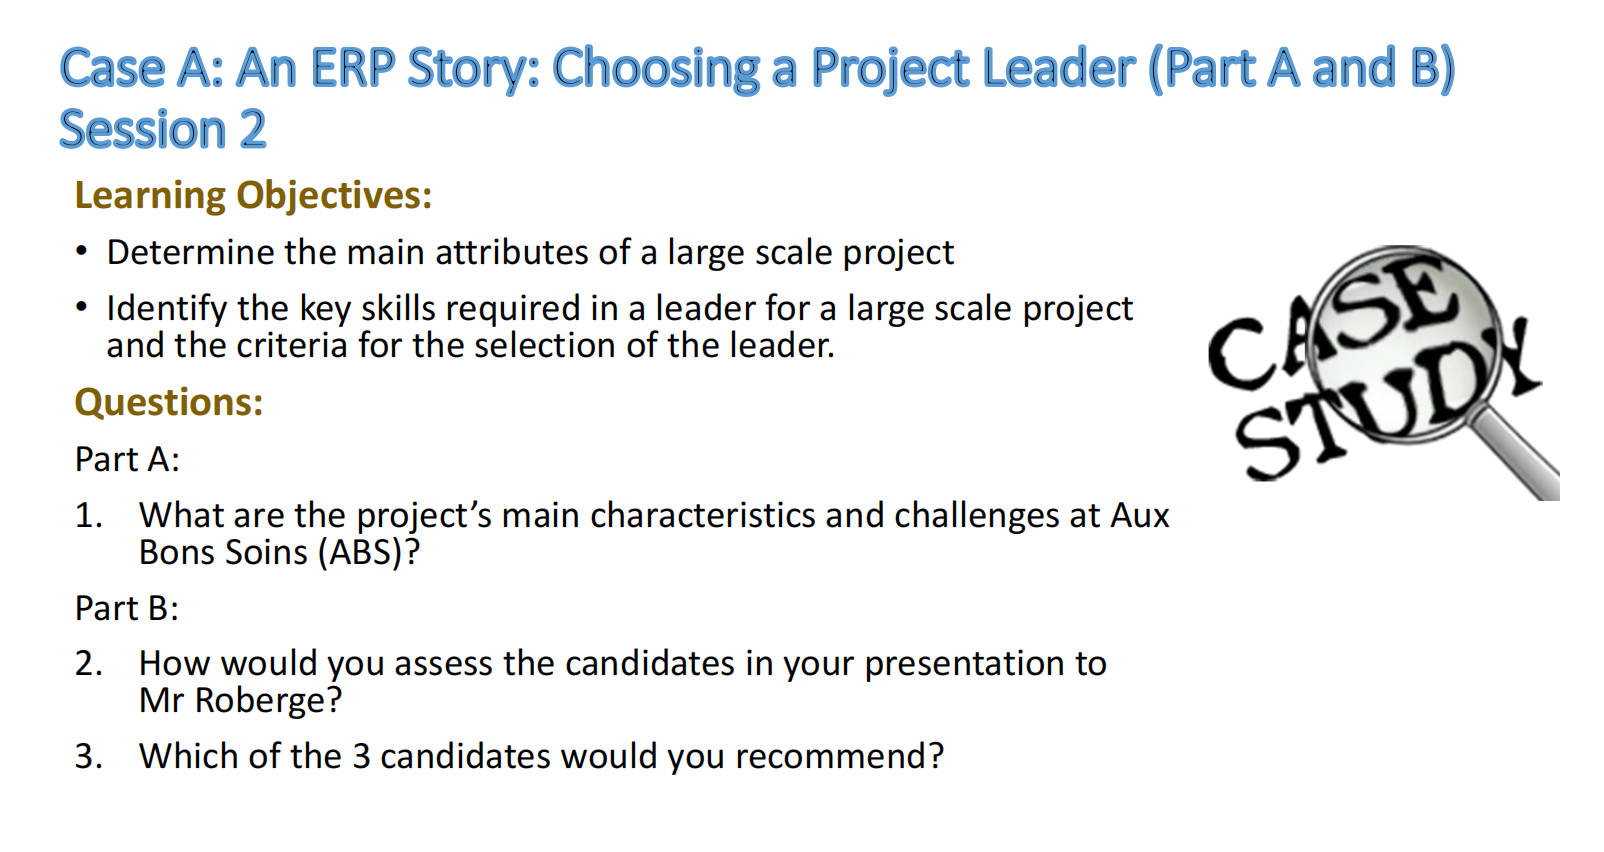 Case A: An ERP Story: Choosing a Project Leader (Part A and B)
Session 2
Learning Objectives:
• Determine the main attributes of a large scale project
• Identify the key skills required in a leader for a large scale project
and the criteria for the selection of the leader.
CASE
STUDY
Questions:
Part A:
1. What are the project’s main characteristics and challenges at Aux
Bons Soins (ABS)?
Part B:
2. How would you assess the candidates in your presentation to
Mr Roberge?
3. Which of the 3 candidates would you recommend?